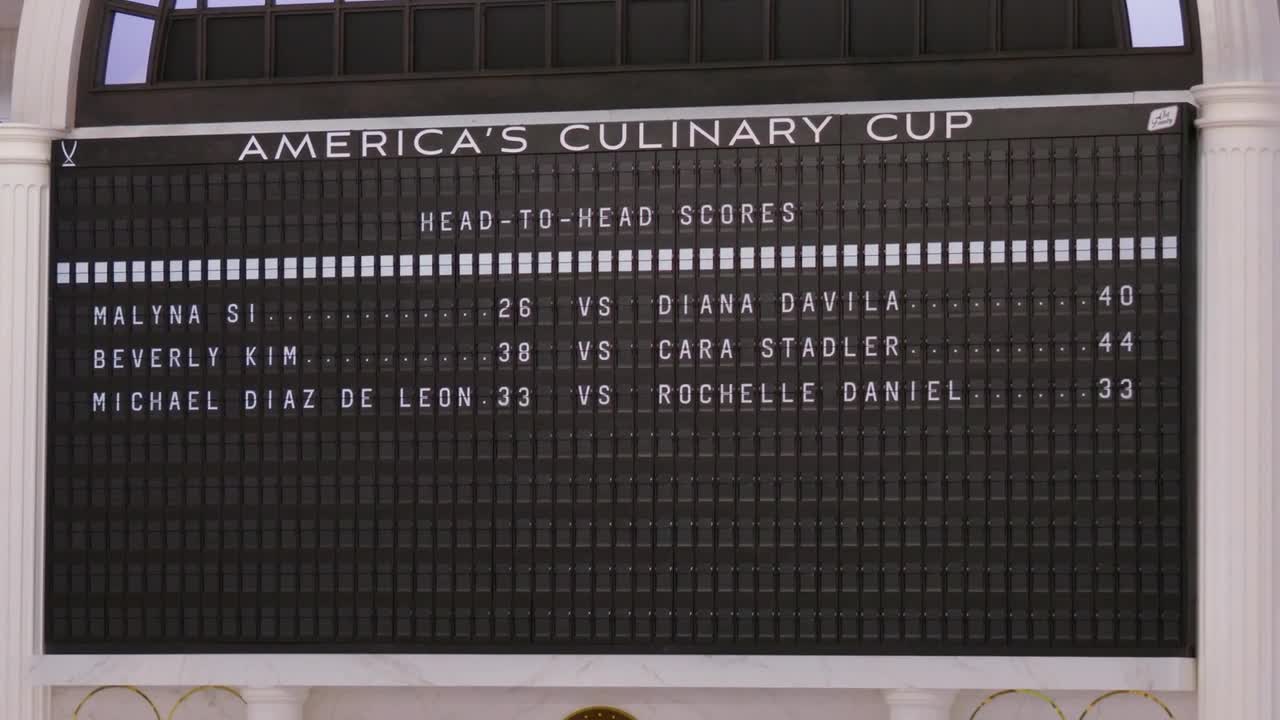 AMERICA'S CULINARY CUP
HEAD-TO-HEAD SCORES
MALYNA SI............26 VS DIANA DAVILA.........40
BEVERLY KIM.........38 VS CARA STADLER.........44
MICHAEL DIAZ DE LEON.33 VS ROCHELLE DANIEL......33